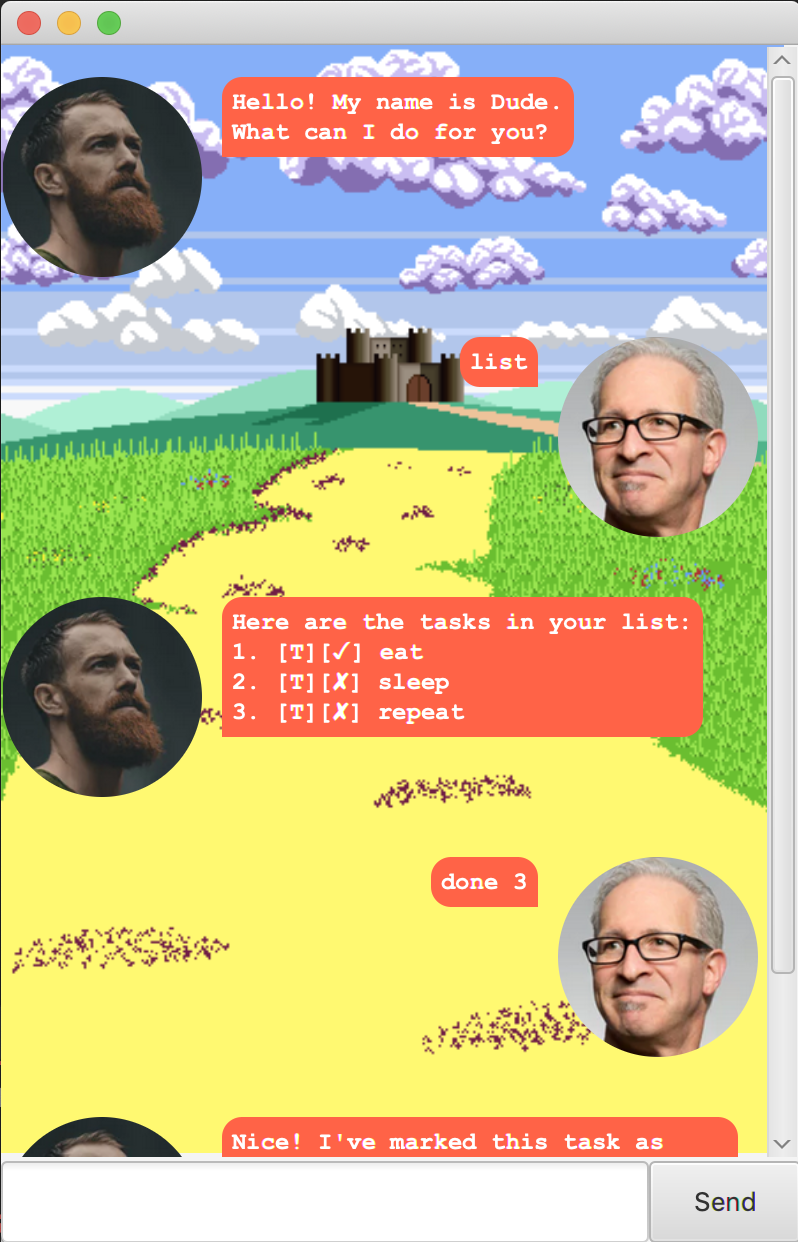 Hello! My name is Dude.
What can I do for you?
list
Here are the tasks in your list:
1. [T][✓] eat
2. [T][✗] sleep
3. [T][✗] repeat
done 3
Nice! I've marked this task as
Send